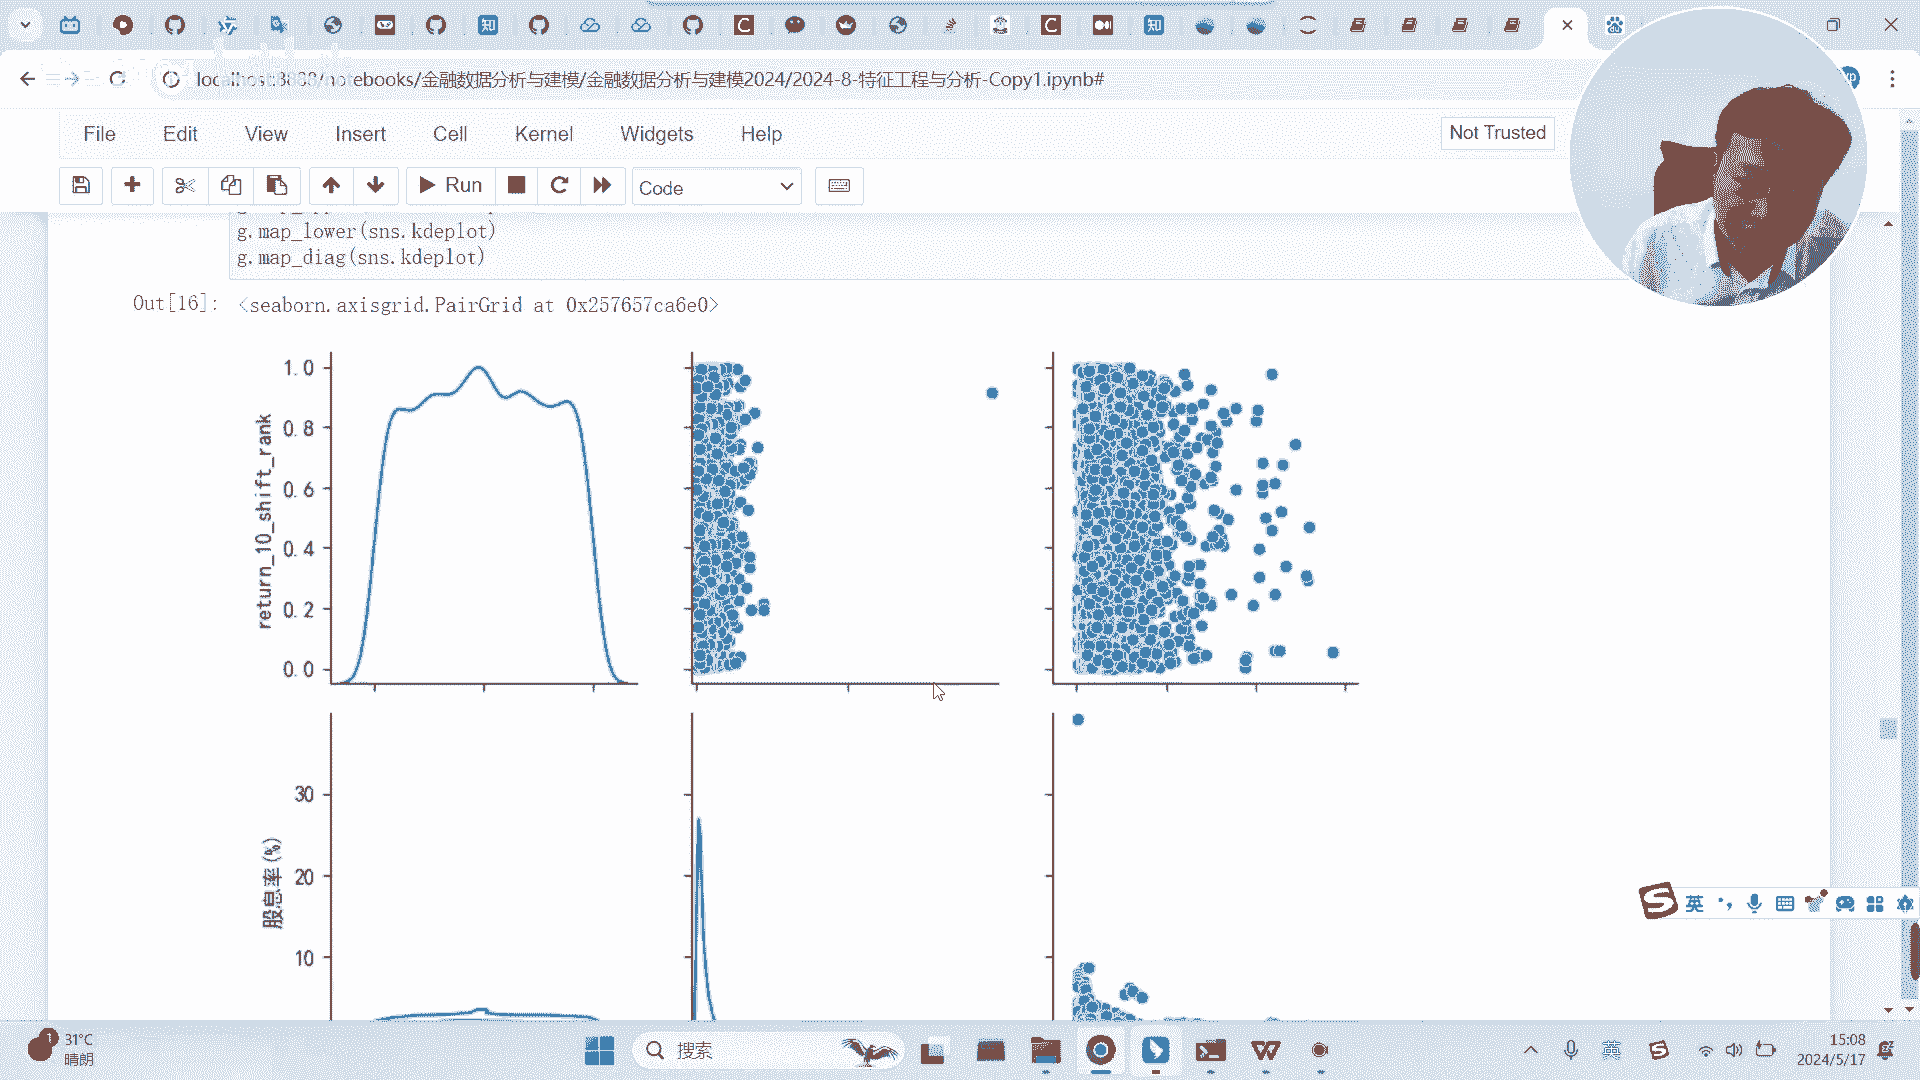 localhost:8888/notebooks/金融数据分析与建模/金融数据分析与建模2024/2024-8-特征工程与分析-Copy1.ipynb#
File Edit View Insert Cell Kernel Widgets Help Not Trusted
Run Code
g.map_lower(sns.kdeplot)
g.map_diag(sns.kdeplot)
Out[16]: <seaborn.axisgrid.PairGrid at 0x257657ca6e0>
return_10_shift_rank
1.0
0.8
0.6
0.4
0.2
0.0
股息率(%)
30
20
10
英
1
31°C
晴朗
搜索
英
15:08
2024/5/17